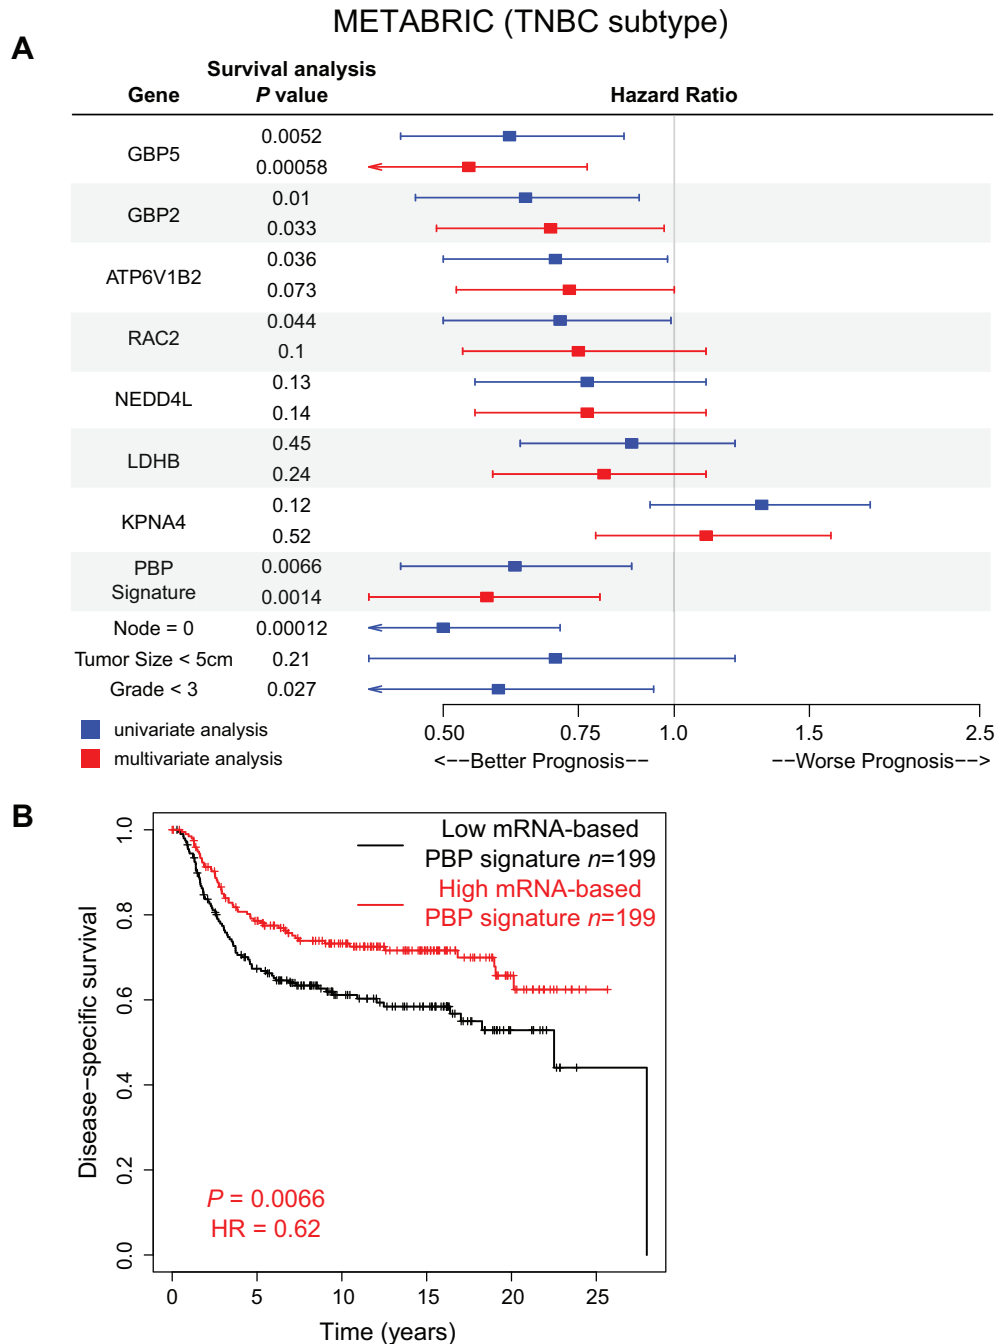 METABRIC (TNBC subtype)
A
Survival analysis
Gene P value Hazard Ratio
GBP5
0.0052
0.00058
GBP2
0.01
0.033
ATP6V1B2
0.036
0.073
RAC2
0.044
0.1
NEDD4L
0.13
0.14
LDHB
0.45
0.24
KPNA4
0.12
0.52
PBP
Signature
0.0066
0.0014
Node = 0 0.00012
Tumor Size < 5cm 0.21
Grade < 3 0.027
univariate analysis
multivariate analysis
0.50 0.75 1.0 1.5 2.5
<−−Better Prognosis−− −−Worse Prognosis−−>
B
Low mRNA-based
PBP signature n=199
High mRNA-based
PBP signature n=199
Disease−specific survival
1.0
0.8
0.6
0.4
0.2
0.0
P = 0.0066
HR = 0.62
0 5 10 15 20 25
Time (years)